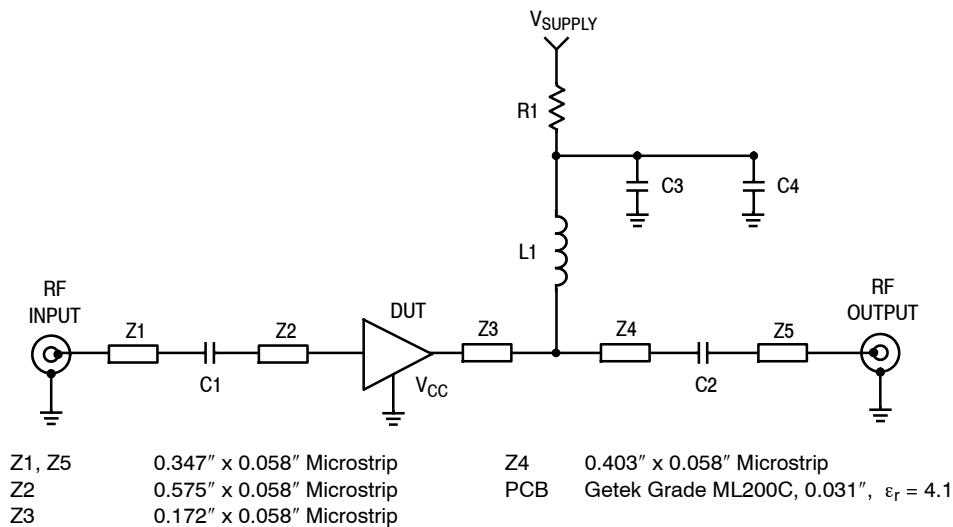 VSUPPLY
R1
C3
C4
L1
RF
INPUT
Z1
C1
Z2
DUT
VCC
Z3
Z4
C2
Z5
RF
OUTPUT
Z1, Z5 0.347″ x 0.058″ Microstrip
Z2 0.575″ x 0.058″ Microstrip
Z3 0.172″ x 0.058″ Microstrip
Z4 0.403″ x 0.058″ Microstrip
PCB Getek Grade ML200C, 0.031″, εr = 4.1